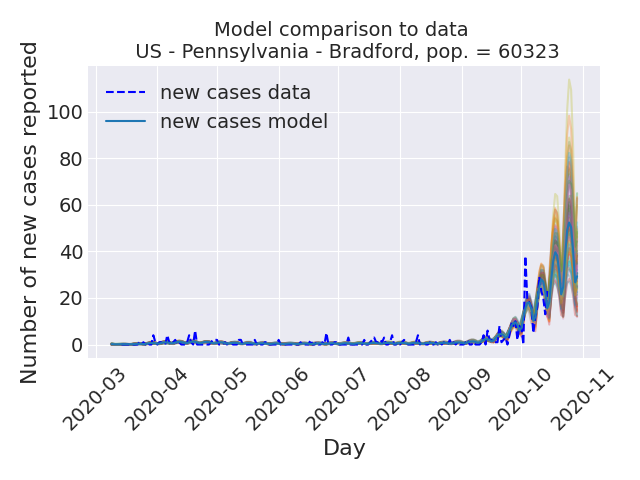 Model comparison to data
US - Pennsylvania - Bradford, pop. = 60323
Number of new cases reported
100
80
60
40
20
0
new cases data
new cases model
2020-03
2020-04
2020-05
2020-06
2020-07
2020-08
2020-09
2020-10
2020-11
Day